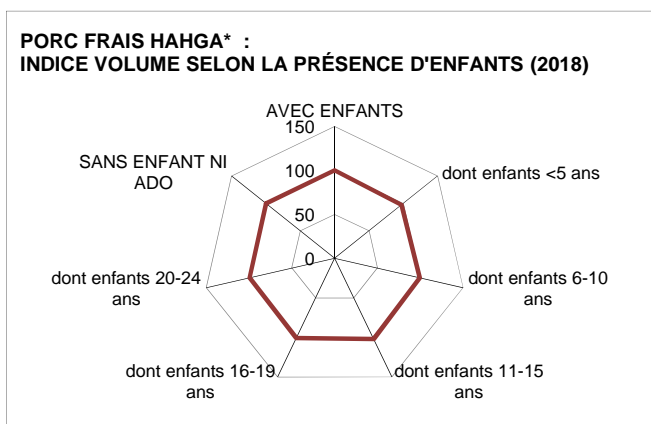 PORC FRAIS HAHGA* :
INDICE VOLUME SELON LA PRÉSENCE D'ENFANTS (2018)
AVEC ENFANTS
150
SANS ENFANT NI
ADO
100
dont enfants <5 ans
50
0
dont enfants 20-24
ans
dont enfants 6-10
ans
dont enfants 16-19
ans
dont enfants 11-15
ans